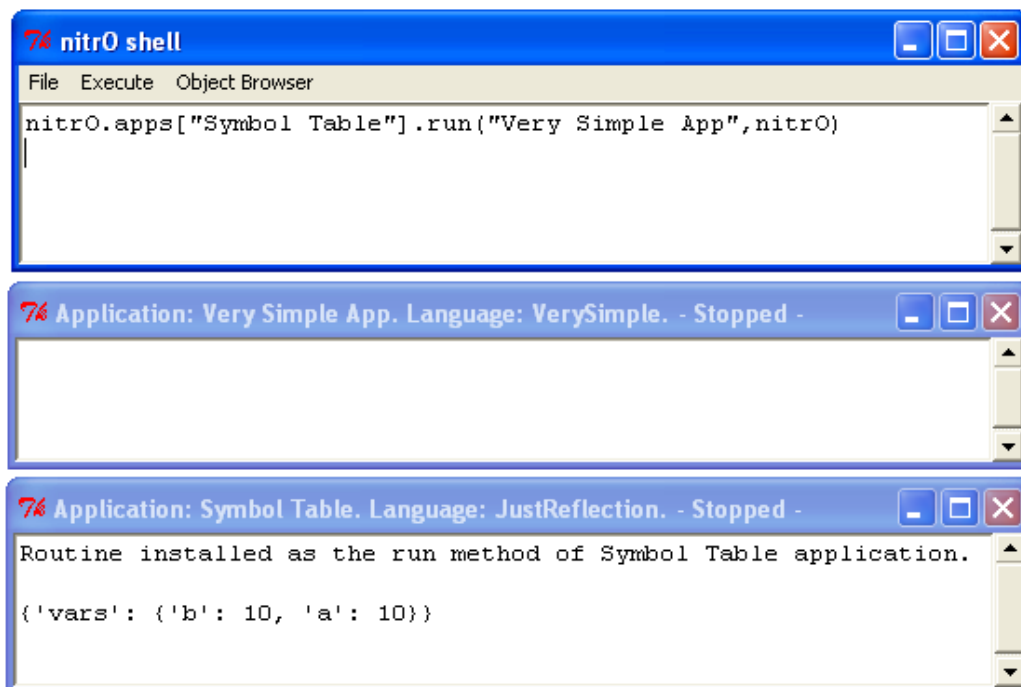 nitrO shell
File Execute Object Browser
nitrO.apps["Symbol Table"].run("Very Simple App",nitrO)
Application: Very Simple App. Language: VerySimple. - Stopped -
Application: Symbol Table. Language: JustReflection. - Stopped -
Routine installed as the run method of Symbol Table application.
{'vars': {'b': 10, 'a': 10}}